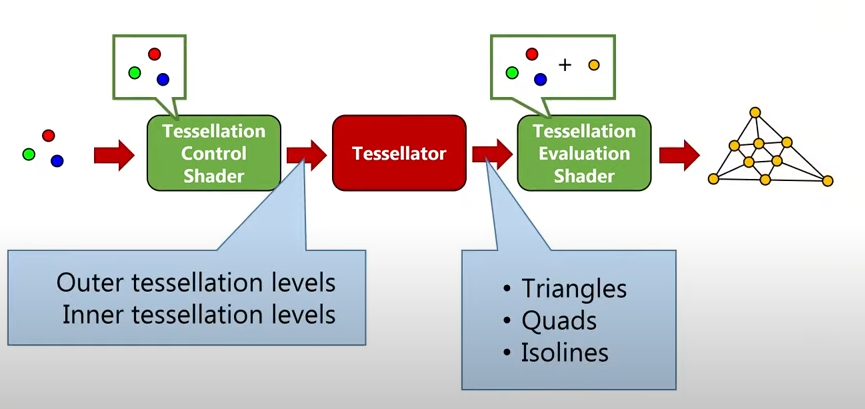 Tessellation
Control
Shader
Tessellator
+
Tessellation
Evaluation
Shader
Outer tessellation levels
Inner tessellation levels
• Triangles
• Quads
• Isolines